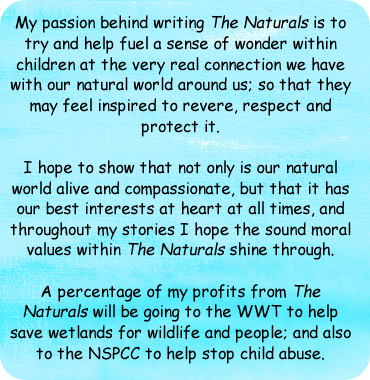 My passion behind writing The Naturals is to
try and help fuel a sense of wonder within
children at the very real connection we have
with our natural world around us; so that they
may feel inspired to revere, respect and
protect it.
I hope to show that not only is our natural
world alive and compassionate, but that it has
our best interests at heart at all times, and
throughout my stories I hope the sound moral
values within The Naturals shine through.
A percentage of my profits from The
Naturals will be going to the WWT to help
save wetlands for wildlife and people; and also
to the NSPCC to help stop child abuse.